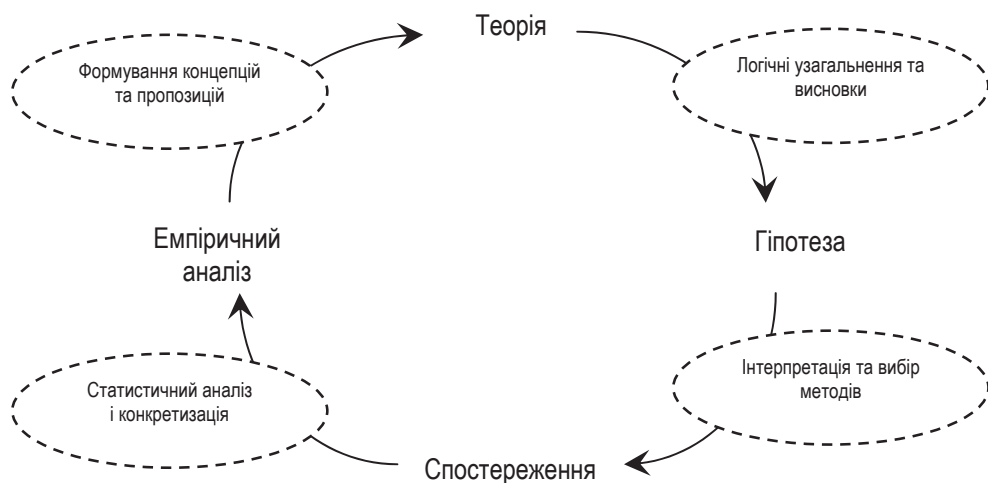 Теорія
Формування концепцій
та пропозицій
Логічні узагальнення та
висновки
Емпіричний
аналіз
Гіпотеза
Статистичний аналіз
і конкретизація
Інтерпретація та вибір
методів
Спостереження